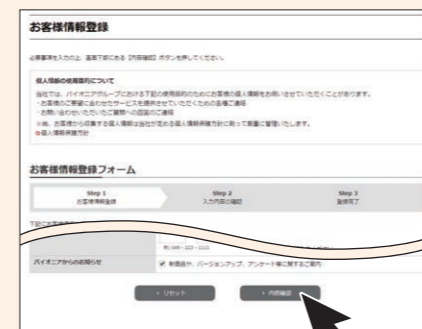 お客様情報登録
必要事項を入力の上、画面下部にある【内容確認】ボタンを押してください。
個人情報の使用目的について
当社では、パイオニアグループにおける下記の使用目的のためにお客様の個人情報をお伺いさせていただくことがあります。
・お客様のご要望に合わせたサービスを提供させていただくための各種ご連絡
・お問い合わせいただいたご質問への回答のご連絡
※尚、お客様から収集する個人情報は当社が定める個人情報保護方針に則って厳重に管理いたします。
個人情報保護方針
お客様情報登録フォーム
Step 1
お客様情報登録
Step 2
入力内容の確認
Step 3
登録完了
パイオニアからのお知らせ
新商品や、バージョンアップ、アンケート等に関するご案内
リセット
内容確認